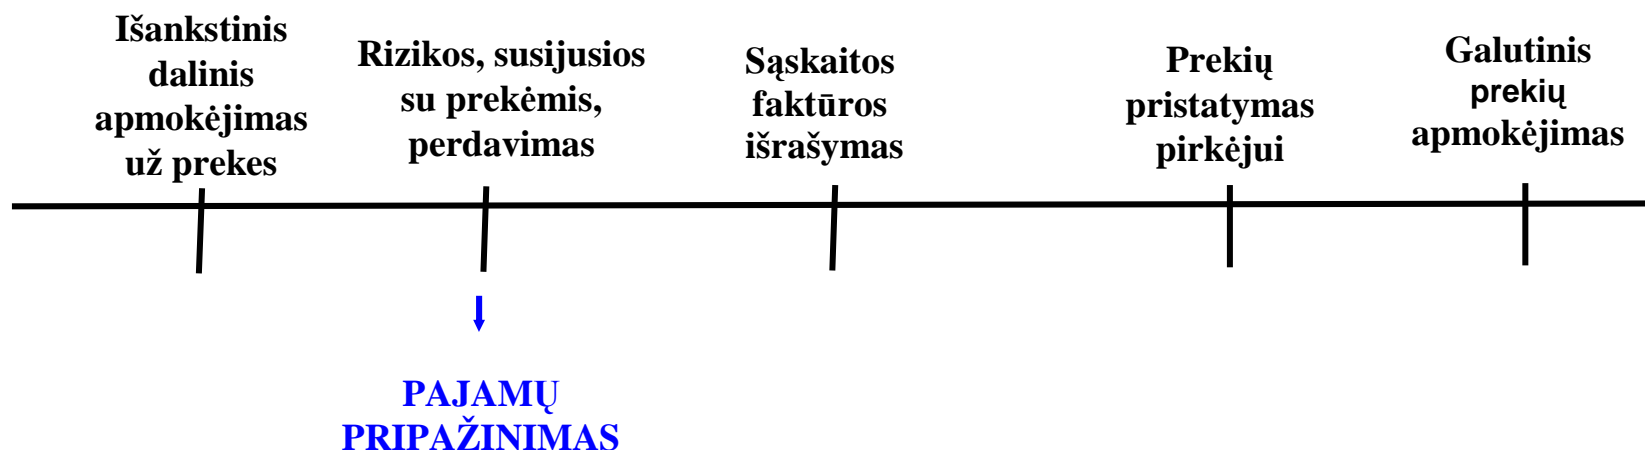 Išankstinis
dalinis
apmokėjimas
už prekes
Rizikos, susijusios
su prekėmis,
perdavimas
Sąskaitos
faktūros
išrašymas
Prekių
pristatymas
pirkėjui
Galutinis
prekių
apmokėjimas
PAJAMŲ
PRIPAŽINIMAS